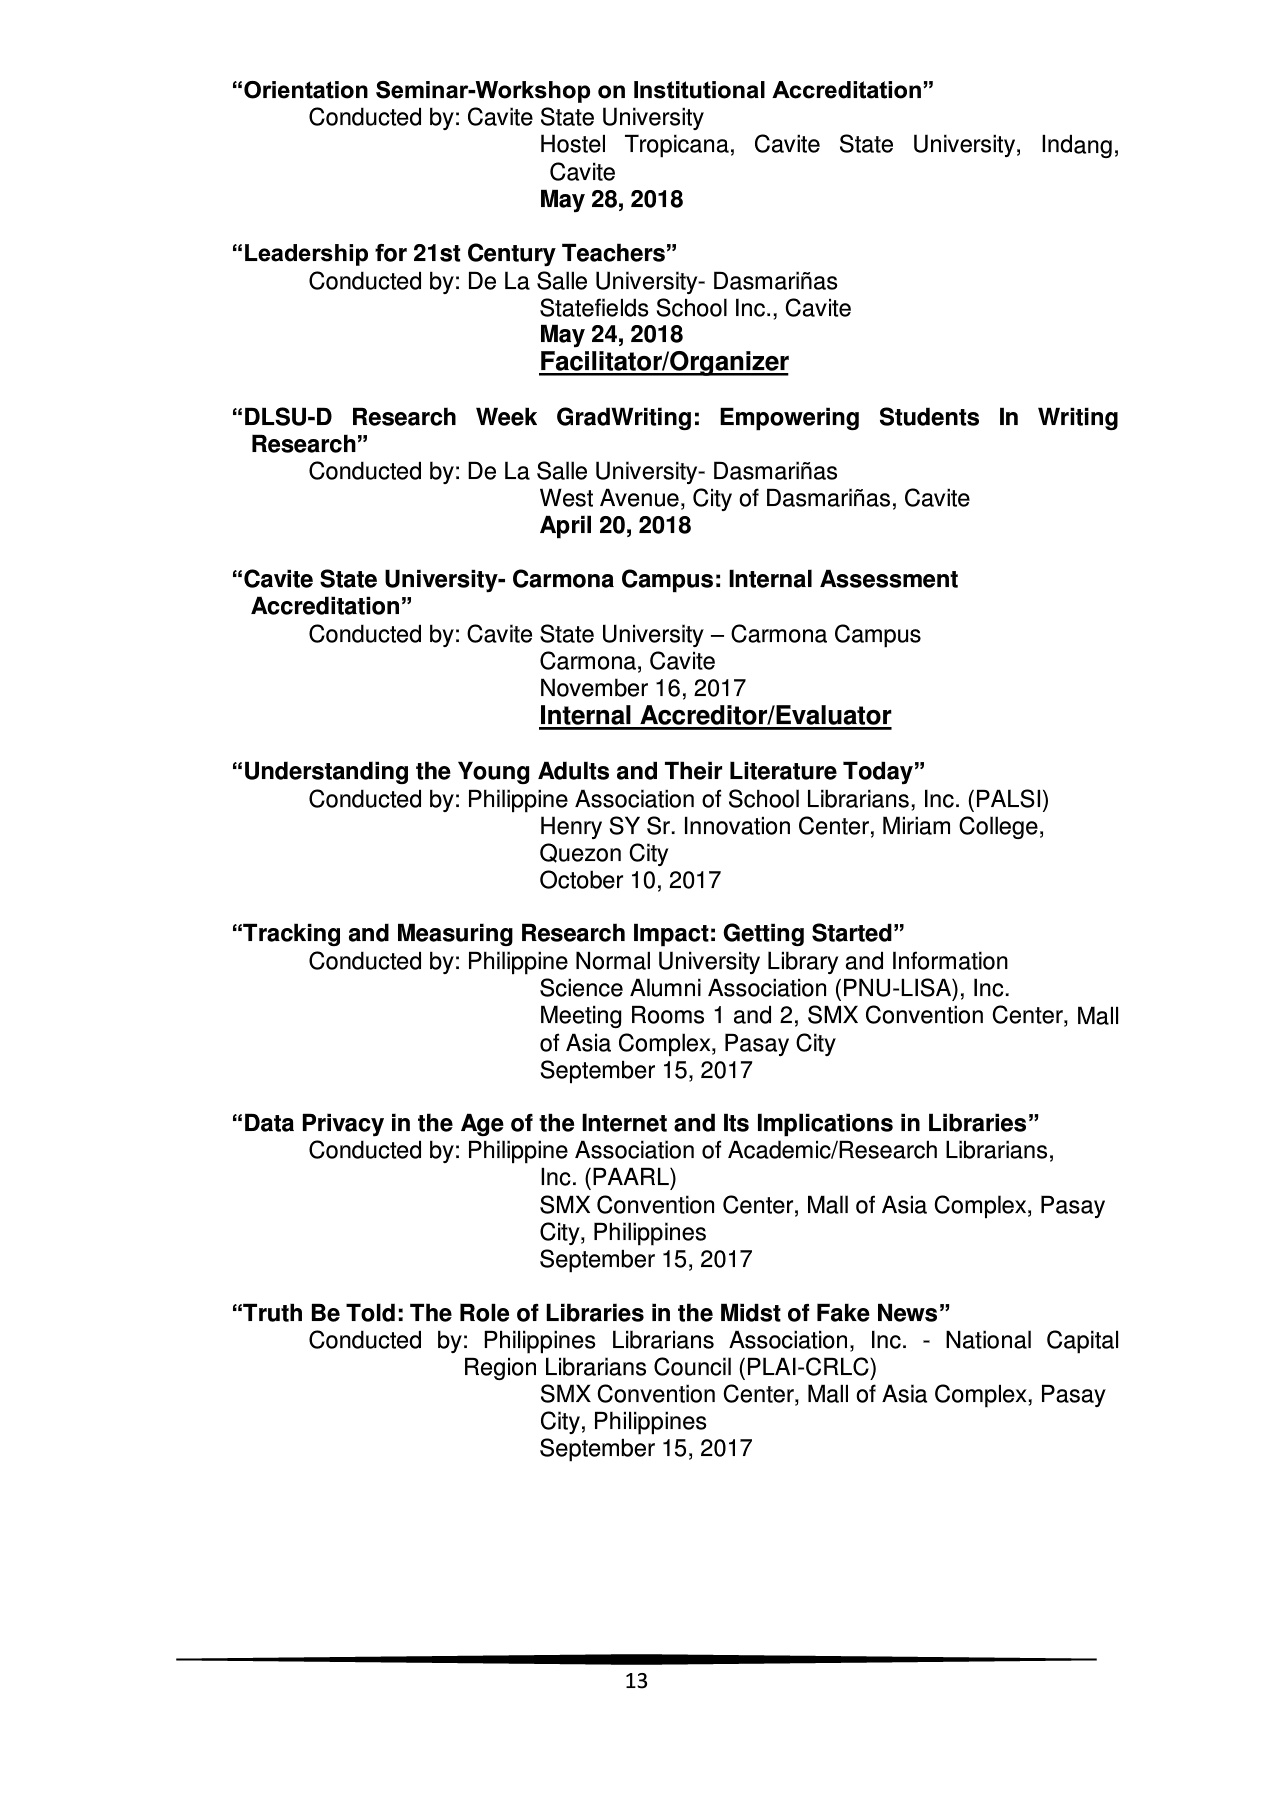 “Orientation Seminar-Workshop on Institutional Accreditation”
Conducted by: Cavite State University
Hostel Tropicana, Cavite State University, Indang,
Cavite
May 28, 2018
“Leadership for 21st Century Teachers”
Conducted by: De La Salle University- Dasmariñas
Statefields School Inc., Cavite
May 24, 2018
Facilitator/Organizer
“DLSU-D Research Week GradWriting: Empowering Students In Writing
Research”
Conducted by: De La Salle University- Dasmariñas
West Avenue, City of Dasmariñas, Cavite
April 20, 2018
“Cavite State University- Carmona Campus: Internal Assessment
Accreditation”
Conducted by: Cavite State University – Carmona Campus
Carmona, Cavite
November 16, 2017
Internal Accreditor/Evaluator
“Understanding the Young Adults and Their Literature Today”
Conducted by: Philippine Association of School Librarians, Inc. (PALSI)
Henry SY Sr. Innovation Center, Miriam College,
Quezon City
October 10, 2017
“Tracking and Measuring Research Impact: Getting Started”
Conducted by: Philippine Normal University Library and Information
Science Alumni Association (PNU-LISA), Inc.
Meeting Rooms 1 and 2, SMX Convention Center, Mall
of Asia Complex, Pasay City
September 15, 2017
“Data Privacy in the Age of the Internet and Its Implications in Libraries”
Conducted by: Philippine Association of Academic/Research Librarians,
Inc. (PAARL)
SMX Convention Center, Mall of Asia Complex, Pasay
City, Philippines
September 15, 2017
“Truth Be Told: The Role of Libraries in the Midst of Fake News”
Conducted by: Philippines Librarians Association, Inc. - National Capital
Region Librarians Council (PLAI-CRLC)
SMX Convention Center, Mall of Asia Complex, Pasay
City, Philippines
September 15, 2017
13